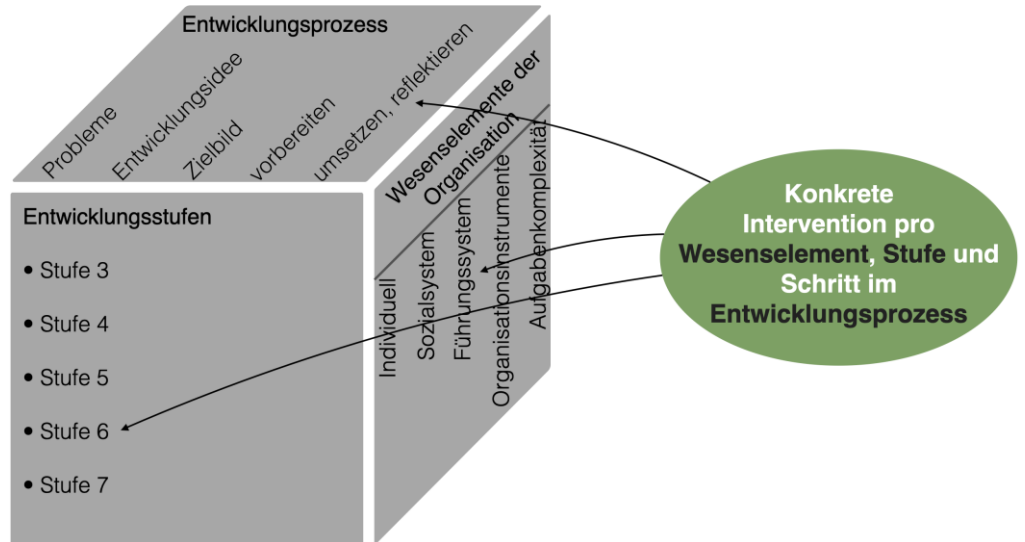 Entwicklungsprozess
Probleme
Entwicklungsidee
Zielbild
vorbereiten
umsetzen, reflektieren
Wesenselemente der
Organisation
Individuell
Sozialsystem
Führungssystem
Organisationsinstrumente
Aufgabenkomplexität
Entwicklungsstufen
• Stufe 3
• Stufe 4
• Stufe 5
• Stufe 6
• Stufe 7
Konkrete
Intervention pro
Wesenselement, Stufe und
Schritt im
Entwicklungsprozess